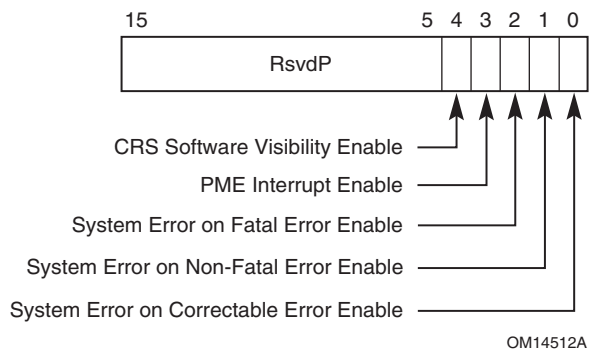 15 5 4 3 2 1 0
RsvdP
CRS Software Visibility Enable
PME Interrupt Enable
System Error on Fatal Error Enable
System Error on Non-Fatal Error Enable
System Error on Correctable Error Enable
OM14512A